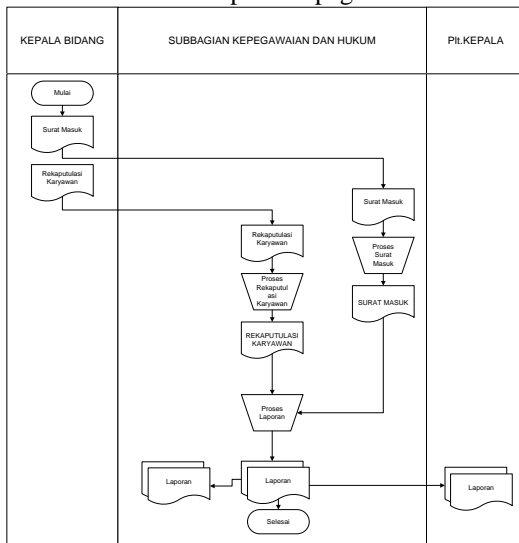 KEPALA BIDANG
SUBBAGIAN KEPEGAWAIAN DAN HUKUM
Plt.KEPALA
Mulai
Surat Masuk
Rekaputulasi
Karyawan
Surat Masuk
Rekaputulasi
Karyawan
Proses
Surat
Masuk
Proses
Rekaputul
asi
Karyawan
SURAT MASUK
REKAPUTULASI
KARYAWAN
Proses
Laporan
Laporan
Laporan
Laporan
Selesai